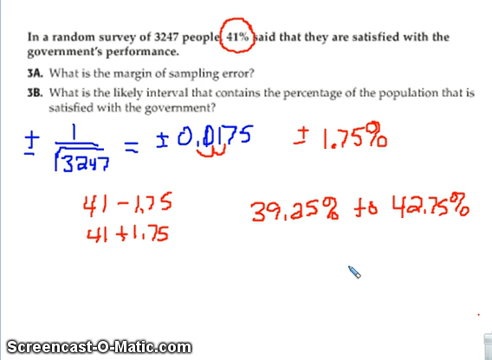 In a random survey of 3247 people, 41% said that they are satisfied with the
government's performance.
3A. What is the margin of sampling error?
3B. What is the likely interval that contains the percentage of the population that is
satisfied with the government?
± 1/√3247 = ± 0.0175 ± 1.75%
41 - 1.75
41 + 1.75
39.25% to 42.75%
Screencast-O-Matic.com